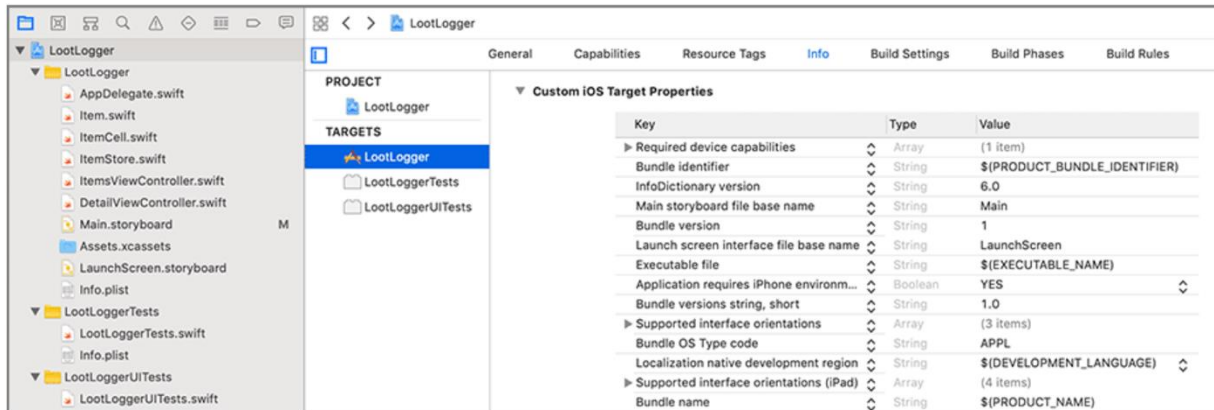 LootLogger
LootLogger
LootLogger
AppDelegate.swift
Item.swift
ItemCell.swift
ItemStore.swift
ItemsViewController.swift
DetailViewController.swift
Main.storyboard M
Assets.xcassets
LaunchScreen.storyboard
Info.plist
LootLoggerTests
LootLoggerTests.swift
Info.plist
LootLoggerUITests
LootLoggerUITests.swift
General Capabilities Resource Tags Info Build Settings Build Phases Build Rules
PROJECT
LootLogger
TARGETS
LootLogger
LootLoggerTests
LootLoggerUITests
Custom iOS Target Properties
Key Type Value
Required device capabilities Array (1 item)
Bundle identifier String $(PRODUCT_BUNDLE_IDENTIFIER)
InfoDictionary version String 6.0
Main storyboard file base name String Main
Bundle version String 1
Launch screen interface file base name String LaunchScreen
Executable file String $(EXECUTABLE_NAME)
Application requires iPhone environm... Boolean YES
Bundle versions string, short String 1.0
Supported interface orientations Array (3 items)
Bundle OS Type code String APPL
Localization native development region String $(DEVELOPMENT_LANGUAGE)
Supported interface orientations (iPad) Array (4 items)
Bundle name String $(PRODUCT_NAME)